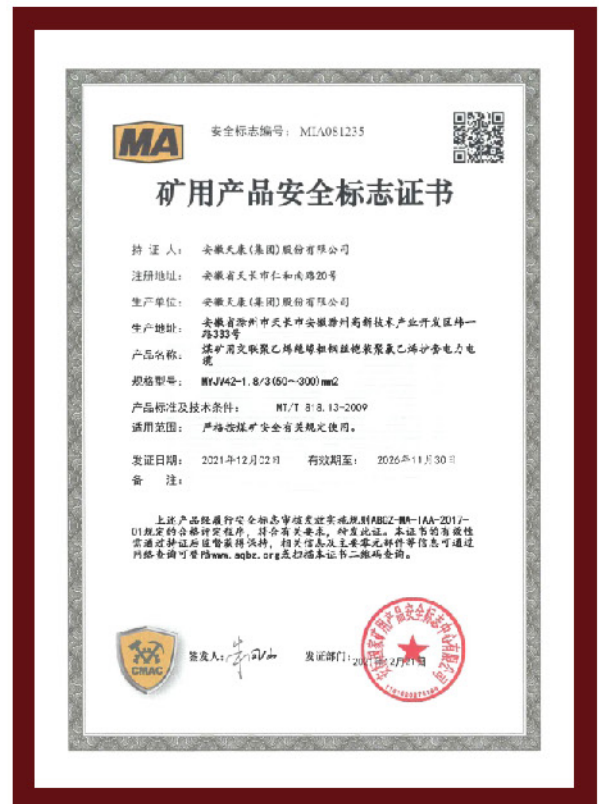 MA
安全标志编号： MIA081235
矿用产品安全标志证书
持 证 人： 安徽天康(集团)股份有限公司
注册地址： 安徽省天长市仁和南路20号
生产单位： 安徽天康(集团)股份有限公司
生产地址： 安徽省滁州市天长市安徽滁州高新技术产业开发区纬一
路333号
产品名称： 煤矿用交联聚乙烯绝缘粗钢丝铠装聚氯乙烯护套电力电
缆
规格型号： MYJV42-1.8/3(50~300)mm2
产品标准及技术条件： MT/T 818.13-2009
适用范围： 严格按煤矿安全有关规定使用。
发证日期： 2021年12月02日 有效期至： 2026年11月30日
备 注：
上述产品经履行安全标志审核发放实施规则ABGZ-MA-IAA-2017-
01规定的合格评定程序，符合有关要求，特发此证。本证书的有效性
需通过持证后监督获得保持，相关信息及主要零元部件等信息可通过
网络查询可登陆www.aqbz.org或扫描本证书二维码查询。
CMAC
签发人：
发证部门：